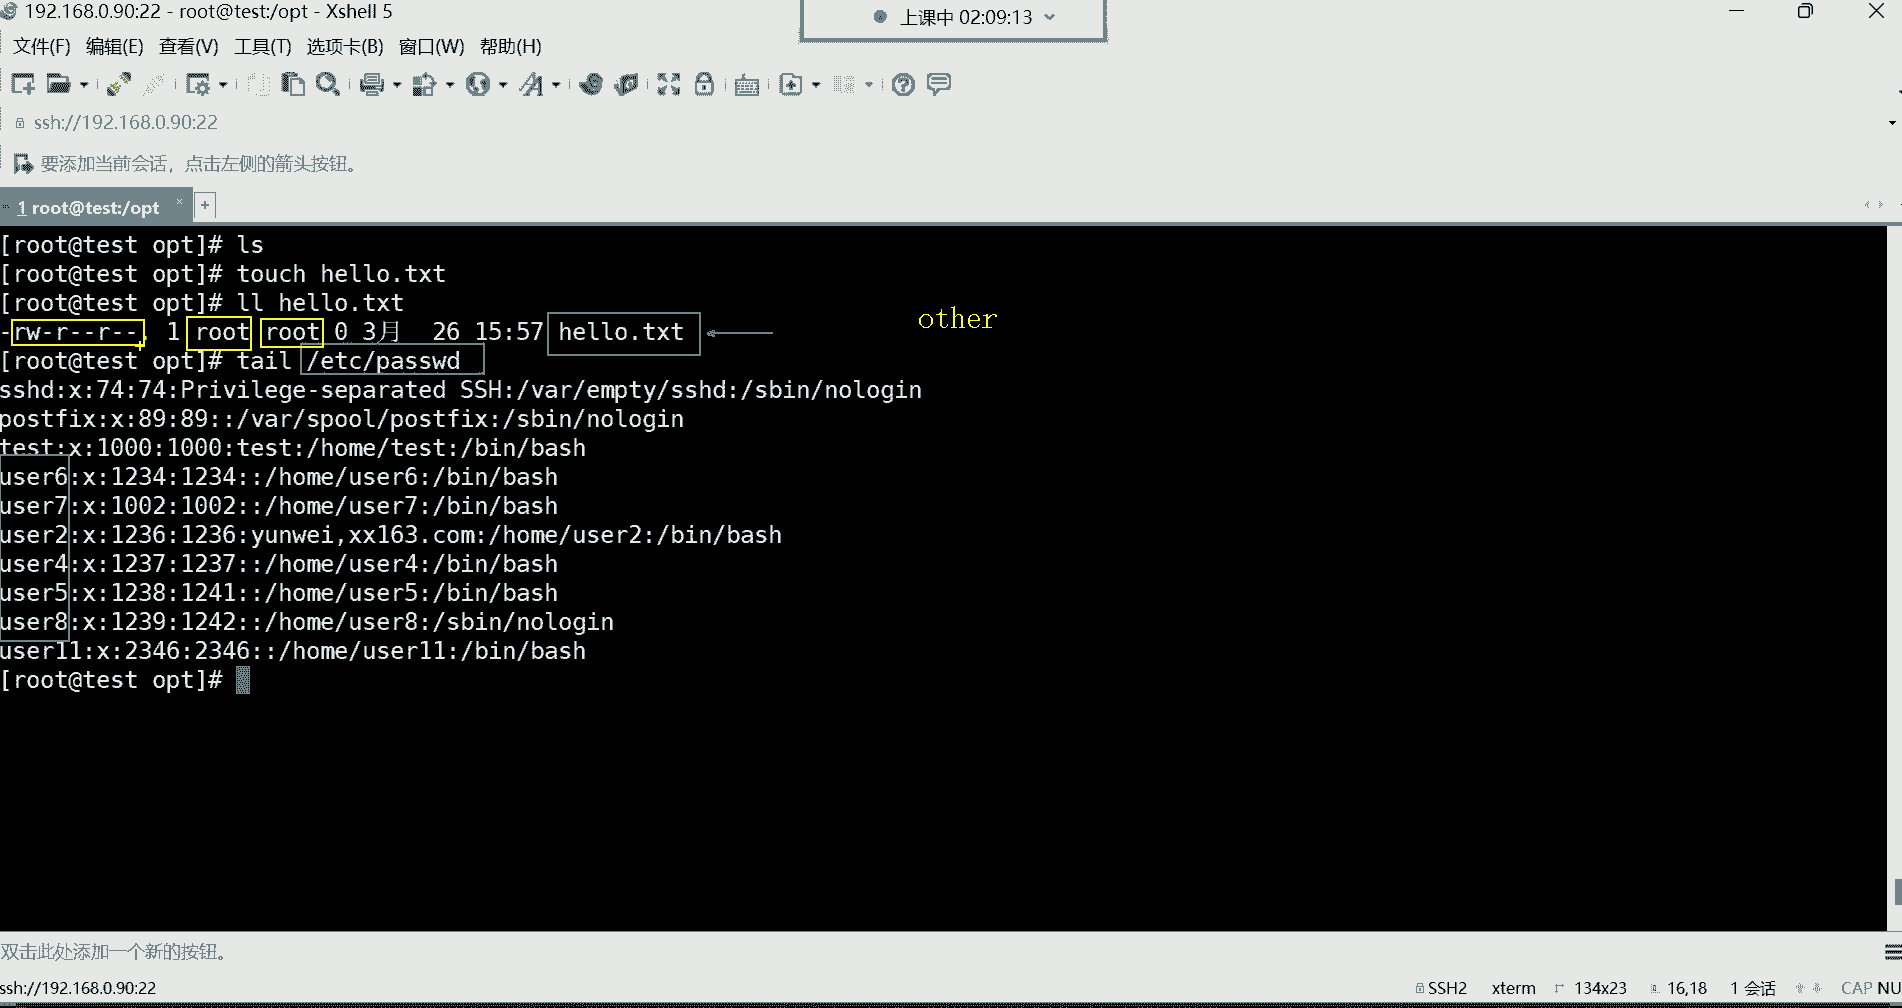 192.168.0.90:22 - root@test:/opt - Xshell 5
上课中 02:09:13
文件(F) 编辑(E) 查看(V) 工具(T) 选项卡(B) 窗口(W) 帮助(H)
ssh://192.168.0.90:22
要添加当前会话，点击左侧的箭头按钮。
1 root@test:/opt × +
[root@test opt]# ls
[root@test opt]# touch hello.txt
[root@test opt]# ll hello.txt
-rw-r--r--. 1 root root 0 3月  26 15:57 hello.txt
other
[root@test opt]# tail /etc/passwd
sshd:x:74:74:Privilege-separated SSH:/var/empty/sshd:/sbin/nologin
postfix:x:89:89::/var/spool/postfix:/sbin/nologin
test:x:1000:1000:test:/home/test:/bin/bash
user6:x:1234:1234::/home/user6:/bin/bash
user7:x:1002:1002::/home/user7:/bin/bash
user2:x:1236:1236:yunwei,xx163.com:/home/user2:/bin/bash
user4:x:1237:1237::/home/user4:/bin/bash
user5:x:1238:1241::/home/user5:/bin/bash
user8:x:1239:1242::/home/user8:/sbin/nologin
user11:x:2346:2346::/home/user11:/bin/bash
[root@test opt]#
双击此处添加一个新的按钮。
ssh://192.168.0.90:22 SSH2 xterm 134x23 16,18 1 会话 CAP NU